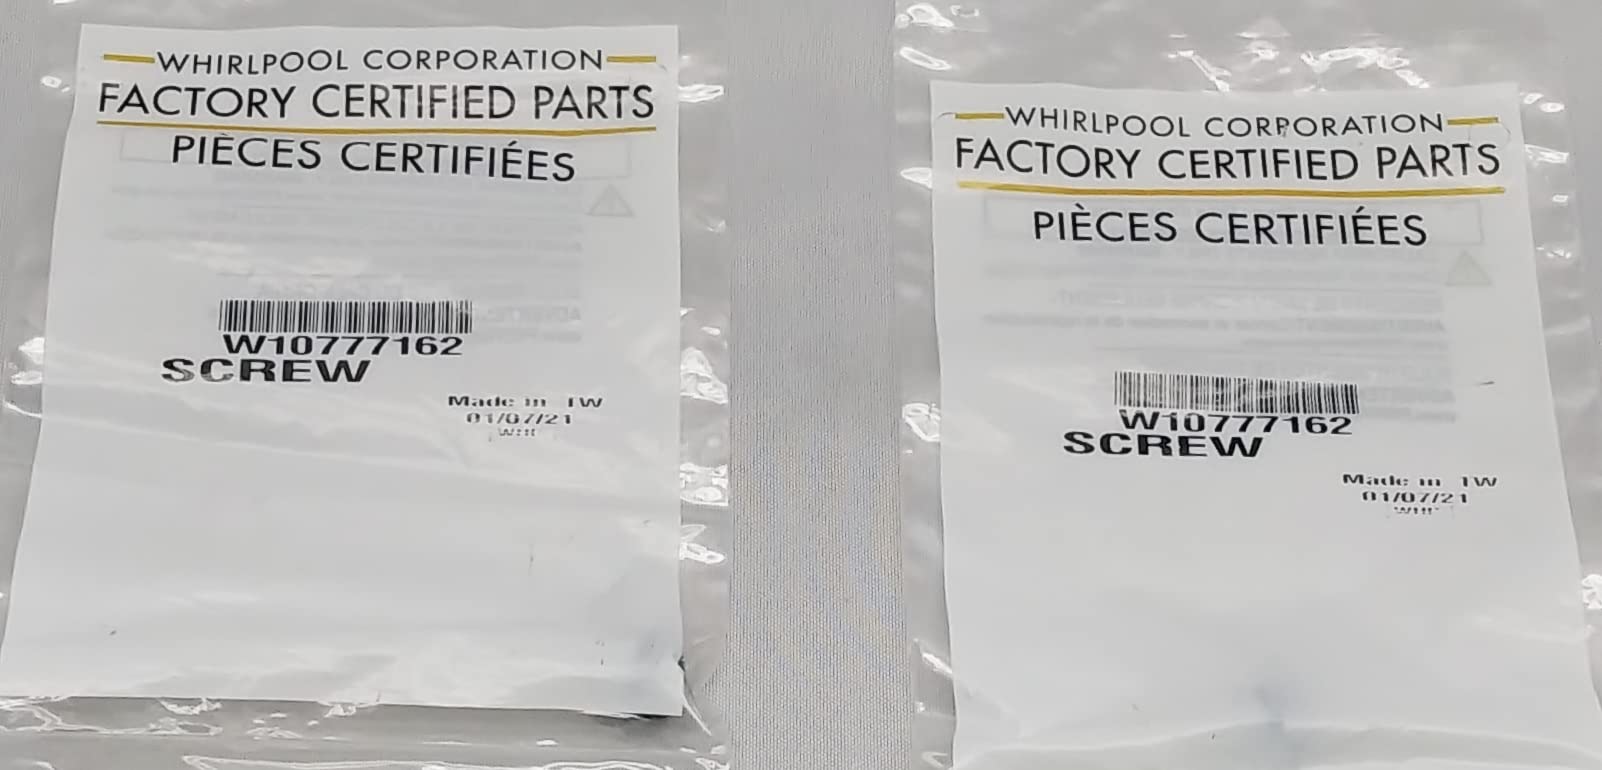 WHIRLPOOL CORPORATION
FACTORY CERTIFIED PARTS
PIÈCES CERTIFIÉES
W10777162
SCREW
Made in TW
01/07/21
WHIRLPOOL CORPORATION
FACTORY CERTIFIED PARTS
PIÈCES CERTIFIÉES
W10777162
SCREW
Made in TW
01/07/21